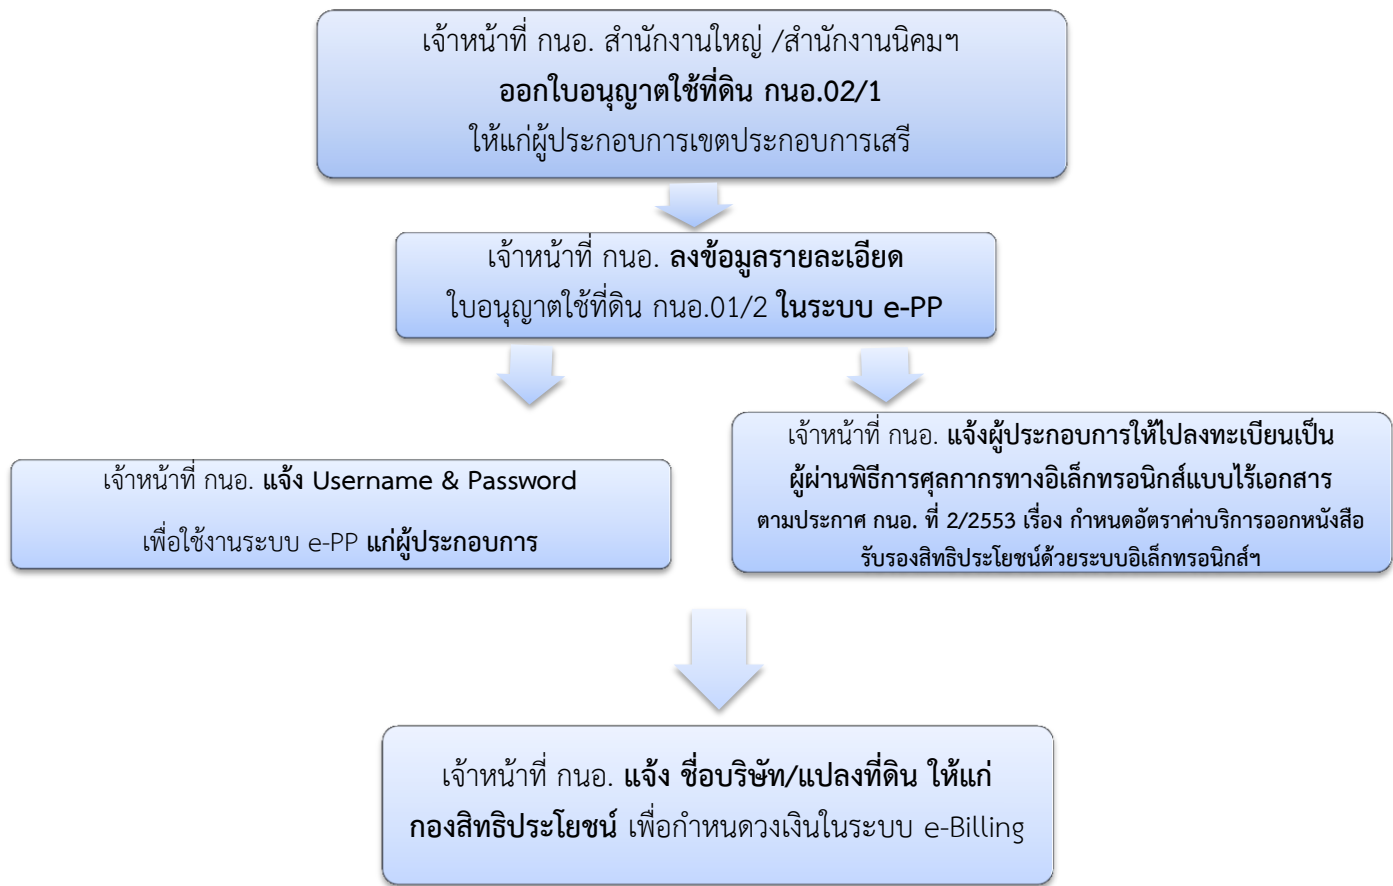 เจ้าหน้าที่ กนอ. สำนักงานใหญ่ /สำนักงานนิคมฯ
ออกใบอนุญาตใช้ที่ดิน กนอ.02/1
ให้แก่ผู้ประกอบการเขตประกอบการเสรี
เจ้าหน้าที่ กนอ. ลงข้อมูลรายละเอียด
ใบอนุญาตใช้ที่ดิน กนอ.01/2 ในระบบ e-PP
เจ้าหน้าที่ กนอ. แจ้ง Username & Password
เพื่อใช้งานระบบ e-PP แก่ผู้ประกอบการ
เจ้าหน้าที่ กนอ. แจ้งผู้ประกอบการให้ไปลงทะเบียนเป็น
ผู้ผ่านพิธีการศุลกากรทางอิเล็กทรอนิกส์แบบไร้เอกสาร
ตามประกาศ กนอ. ที่ 2/2553 เรื่อง กำหนดอัตราค่าบริการออกหนังสือ
รับรองสิทธิประโยชน์ด้วยระบบอิเล็กทรอนิกส์ฯ
เจ้าหน้าที่ กนอ. แจ้ง ชื่อบริษัท/แปลงที่ดิน ให้แก่
กองสิทธิประโยชน์ เพื่อกำหนดวงเงินในระบบ e-Billing